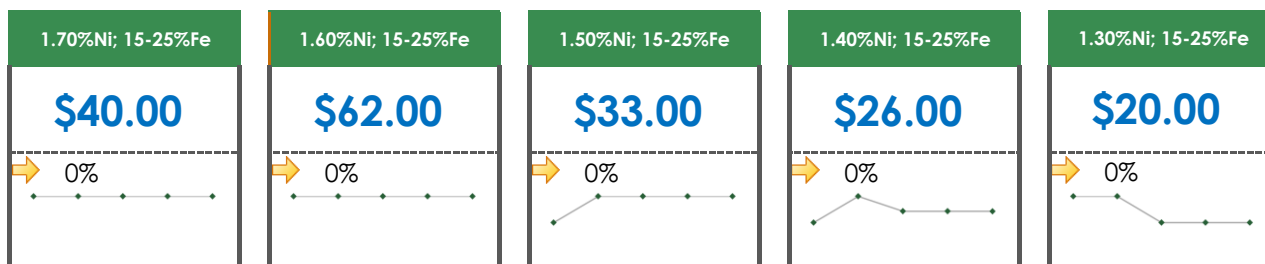 1.70%Ni; 15-25%Fe
$40.00
0%
1.60%Ni; 15-25%Fe
$62.00
0%
1.50%Ni; 15-25%Fe
$33.00
0%
1.40%Ni; 15-25%Fe
$26.00
0%
1.30%Ni; 15-25%Fe
$20.00
0%